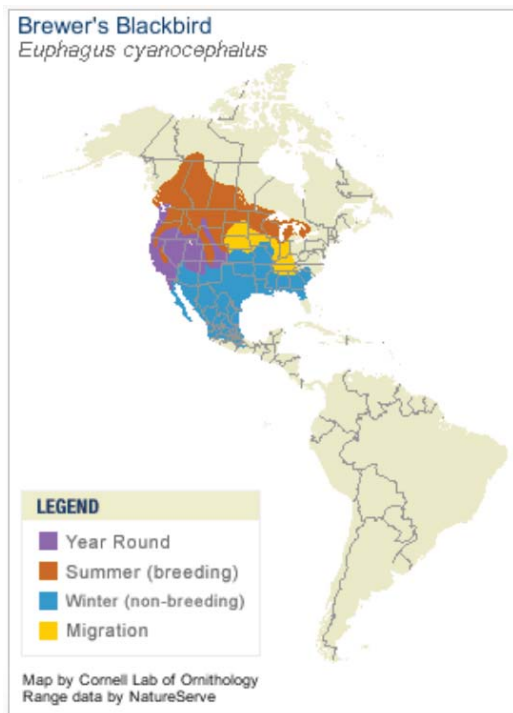 Brewer's Blackbird
Euphagus cyanocephalus
LEGEND
Year Round
Summer (breeding)
Winter (non-breeding)
Migration
Map by Cornell Lab of Ornithology
Range data by NatureServe